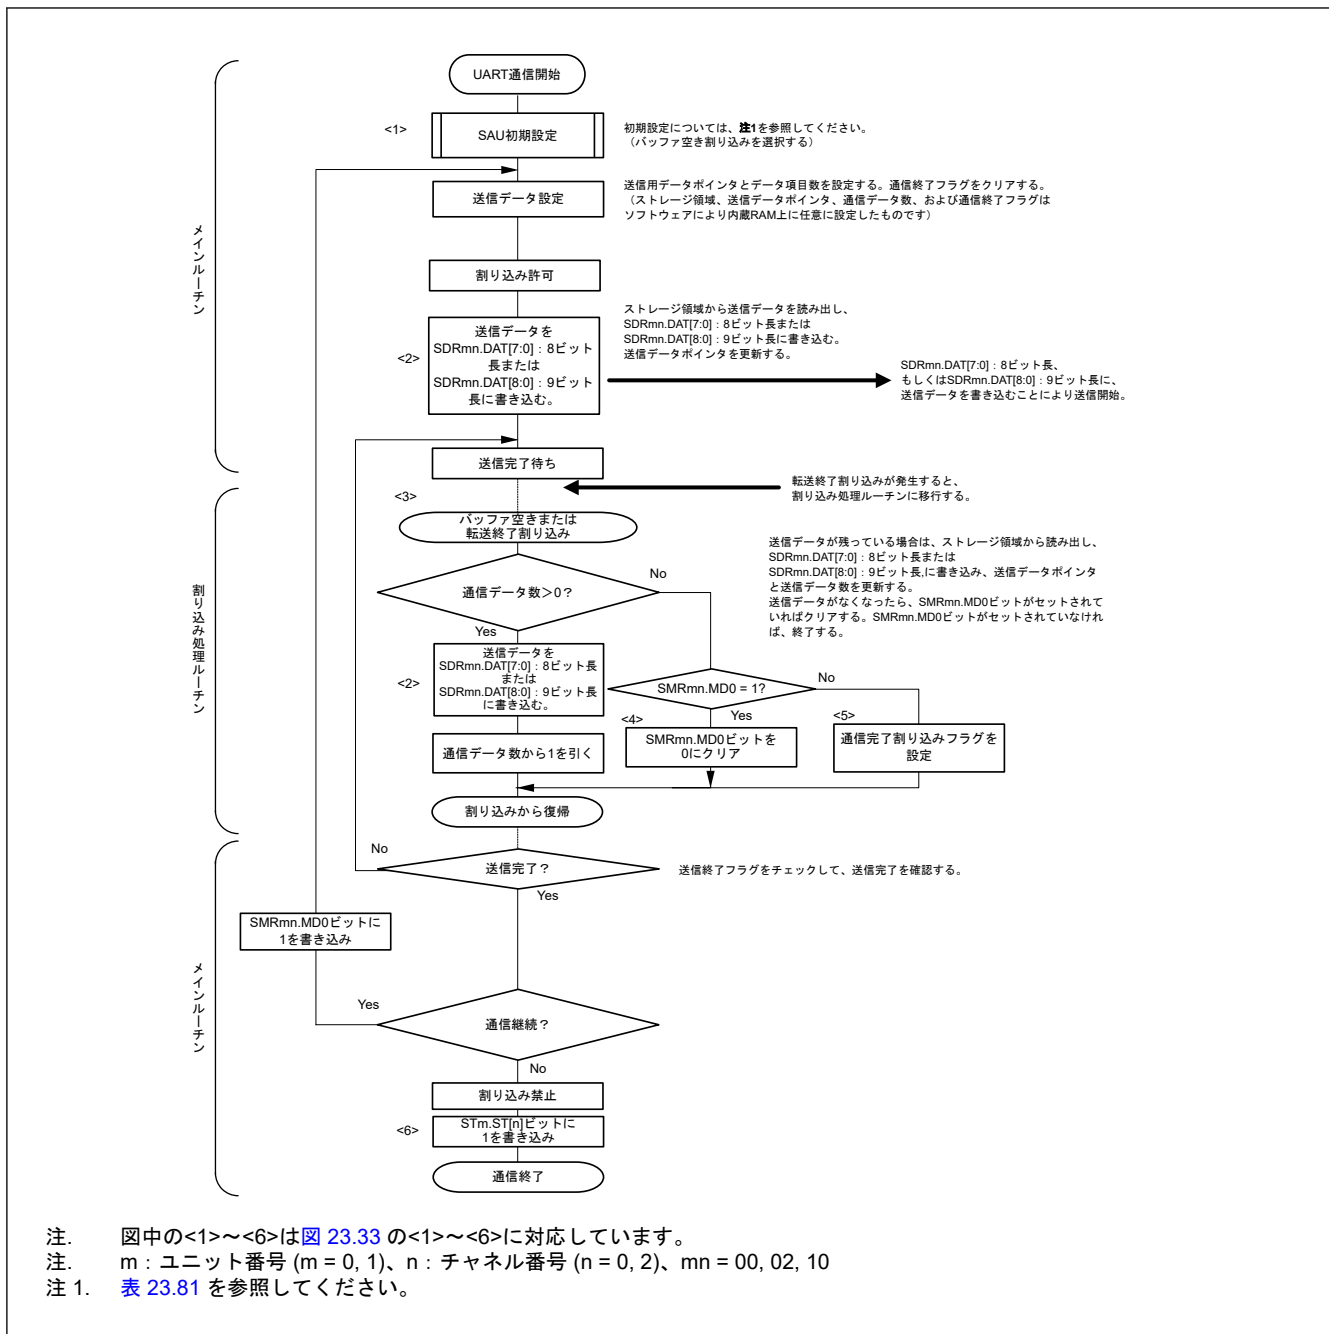 UART通信開始
<1>
SAU初期設定
初期設定については、注1を参照してください。
（バッファ空き割り込みを選択する）
送信データ設定
送信用データポインタとデータ項目数を設定する。通信終了フラグをクリアする。
（ストレージ領域、送信データポインタ、通信データ数、および通信終了フラグは
ソフトウェアにより内蔵RAM上に任意に設定したものです）
メインルーチン
割り込み許可
<2>
送信データを
SDRmn.DAT[7:0]：8ビット
長または
SDRmn.DAT[8:0]：9ビット
長に書き込む。
ストレージ領域から送信データを読み出し、
SDRmn.DAT[7:0]：8ビット長または
SDRmn.DAT[8:0]：9ビット長に書き込む。
送信データポインタを更新する。
SDRmn.DAT[7:0]：8ビット長、
もしくはSDRmn.DAT[8:0]：9ビット長に、
送信データを書き込むことにより送信開始。
送信完了待ち
<3>
転送終了割り込みが発生すると、
割り込み処理ルーチンに移行する。
バッファ空きまたは
転送終了割り込み
送信データが残っている場合は、ストレージ領域から読み出し、
SDRmn.DAT[7:0]：8ビット長または
SDRmn.DAT[8:0]：9ビット長,に書き込み、送信データポインタ
と送信データ数を更新する。
送信データがなくなったら、SMRmn.MD0ビットがセットされて
いればクリアする。SMRmn.MD0ビットがセットされていなけれ
ば、終了する。
割り込み処理ルーチン
通信データ数＞0？
No
Yes
<2>
送信データを
SDRmn.DAT[7:0]：8ビット長
または
SDRmn.DAT[8:0]：9ビット長
に書き込む。
SMRmn.MD0 = 1?
No
Yes
<4>
<5>
通信データ数から1を引く
SMRmn.MD0ビットを
0にクリア
通信完了割り込みフラグを
設定
割り込みから復帰
No
送信完了？
Yes
送信終了フラグをチェックして、送信完了を確認する。
SMRmn.MD0ビットに
1を書き込み
メインルーチン
Yes
通信継続？
No
割り込み禁止
<6>
STm.ST[n]ビットに
1を書き込み
通信終了
注. 図中の<1>～<6>は図 23.33 の<1>～<6>に対応しています。
注. m：ユニット番号 (m = 0, 1)、n：チャネル番号 (n = 0, 2)、mn = 00, 02, 10
注 1. 表 23.81 を参照してください。